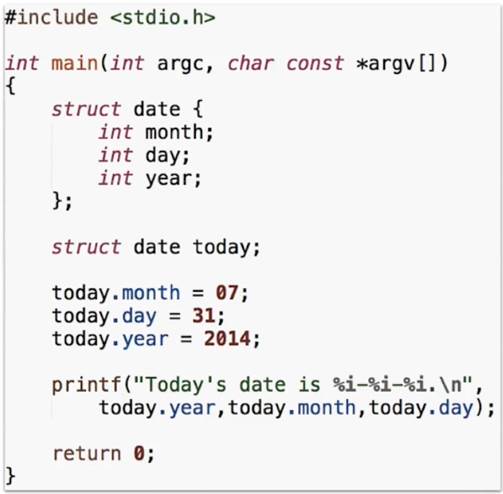 #include <stdio.h>
int main(int argc, char const *argv[])
{
struct date {
int month;
int day;
int year;
};
struct date today;
today.month = 07;
today.day = 31;
today.year = 2014;
printf("Today's date is %i-%i-%i.\n",
today.year,today.month,today.day);
return 0;
}